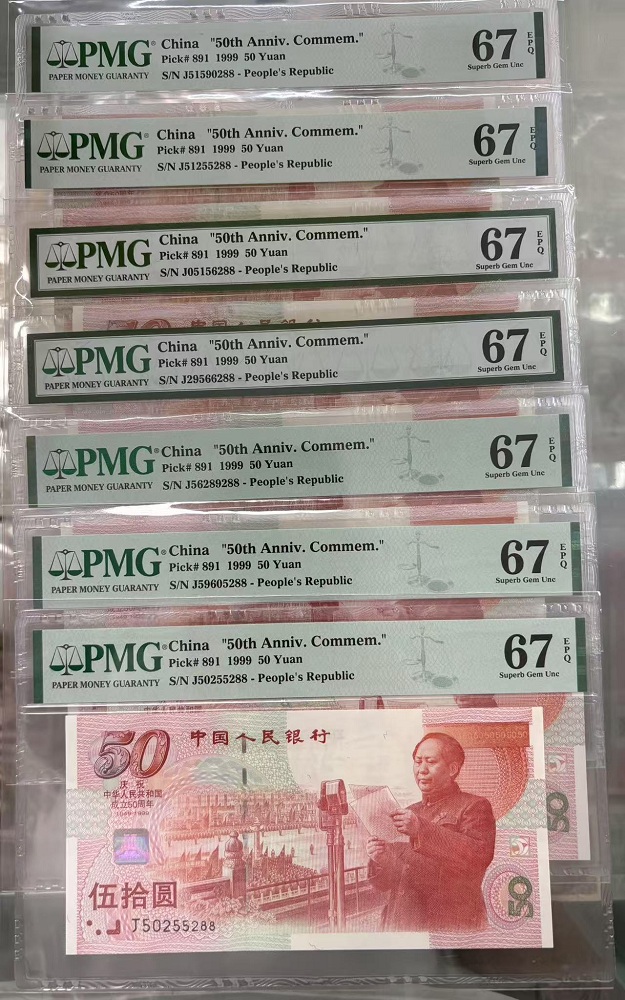 PMG
PAPER MONEY GUARANTY
China "50th Anniv. Commem."
Pick# 891 1999 50 Yuan
S/N J51590288 - People's Republic
67
EPQ
Superb Gem Unc
PMG
PAPER MONEY GUARANTY
China "50th Anniv. Commem."
Pick# 891 1999 50 Yuan
S/N J51255288 - People's Republic
67
EPQ
Superb Gem Unc
PMG
PAPER MONEY GUARANTY
China "50th Anniv. Commem."
Pick# 891 1999 50 Yuan
S/N J05156288 - People's Republic
67
EPQ
Superb Gem Unc
PMG
PAPER MONEY GUARANTY
China "50th Anniv. Commem."
Pick# 891 1999 50 Yuan
S/N J29566288 - People's Republic
67
EPQ
Superb Gem Unc
PMG
PAPER MONEY GUARANTY
China "50th Anniv. Commem."
Pick# 891 1999 50 Yuan
S/N J56289288 - People's Republic
67
EPQ
Superb Gem Unc
PMG
PAPER MONEY GUARANTY
China "50th Anniv. Commem."
Pick# 891 1999 50 Yuan
S/N J59605288 - People's Republic
67
EPQ
Superb Gem Unc
PMG
PAPER MONEY GUARANTY
China "50th Anniv. Commem."
Pick# 891 1999 50 Yuan
S/N J50255288 - People's Republic
67
EPQ
Superb Gem Unc
50
中国人民银行
庆祝
中华人民共和国
成立50周年
1949-1999
伍拾圆
J50255288
50
50